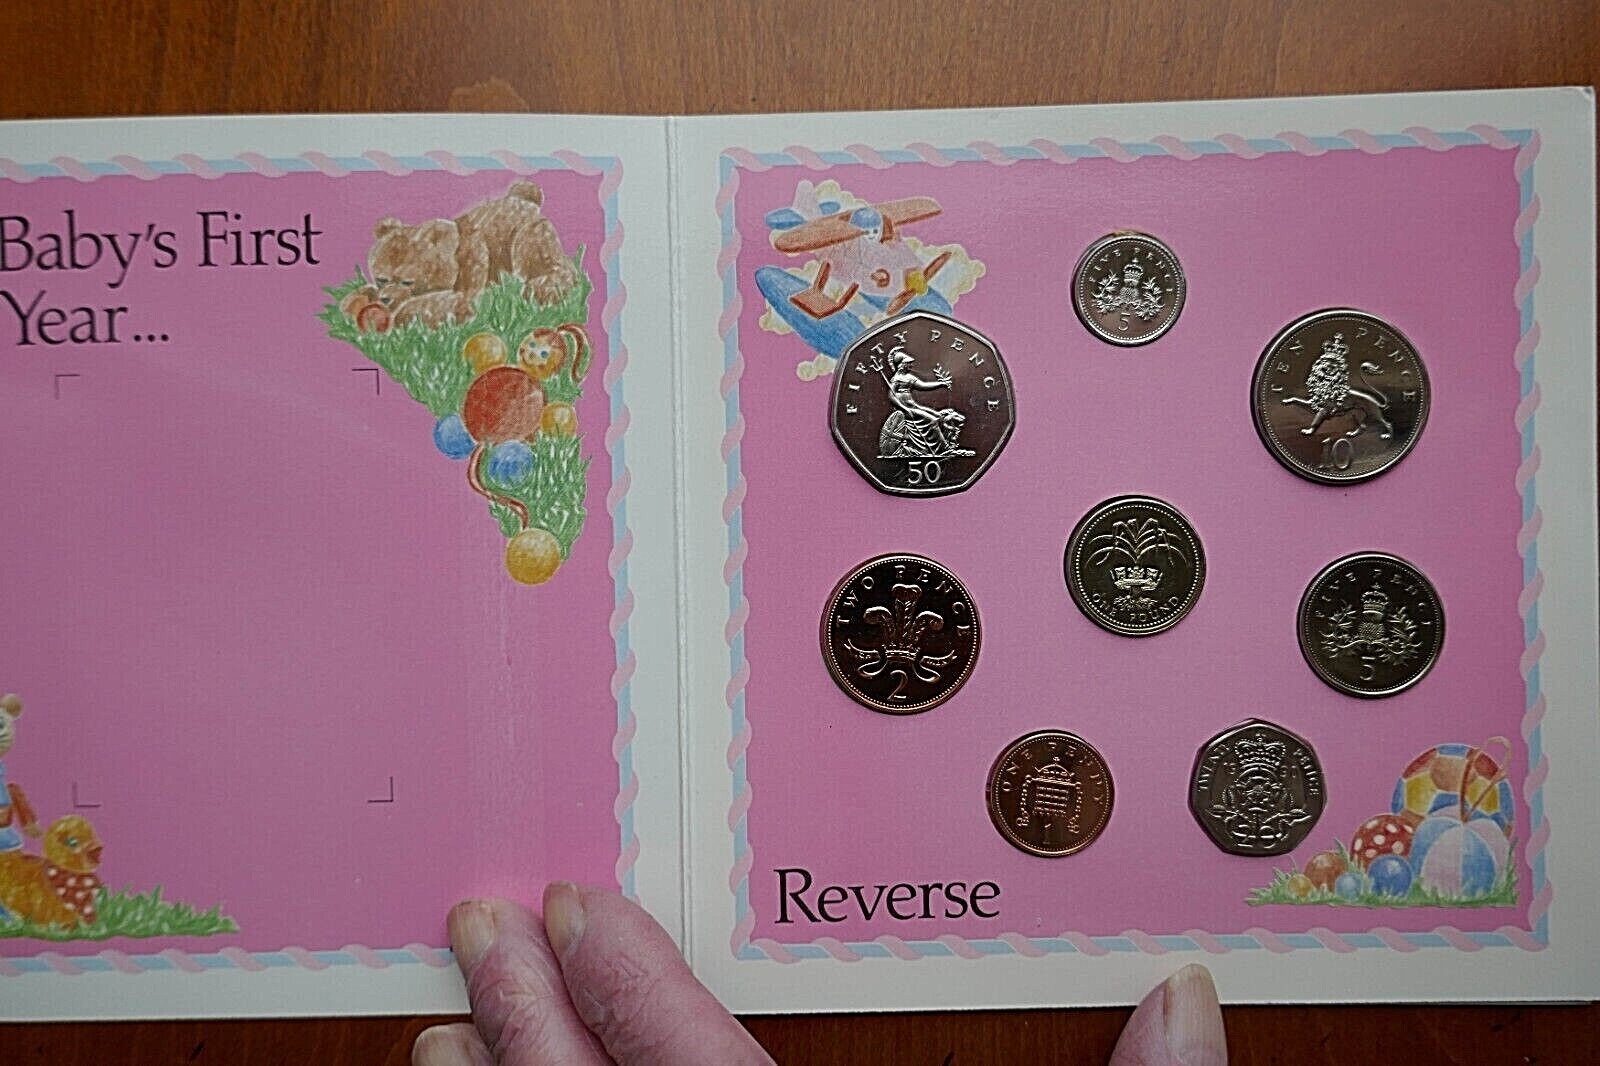 Baby's First
Year...
FIVE PENCE
5
FIFTY PENCE
50
TEN PENCE
10
ONE POUND
TWO PENCE
2
FIVE PENCE
5
ONE PENNY
1
TWENTY PENCE
20
Reverse